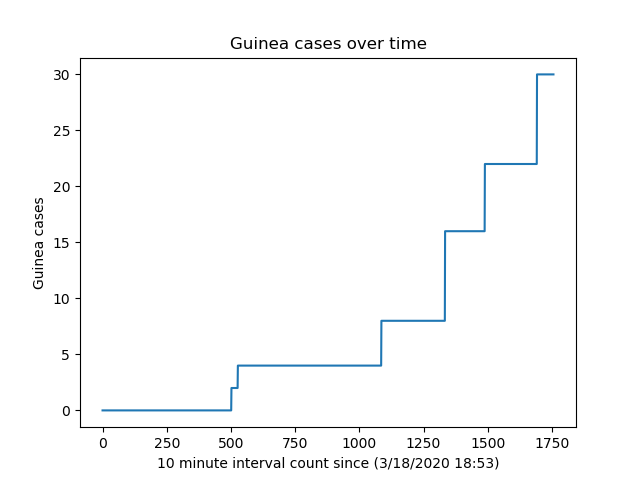 Guinea cases over time
30
25
20
15
10
5
0
Guinea cases
0 250 500 750 1000 1250 1500 1750
10 minute interval count since (3/18/2020 18:53)